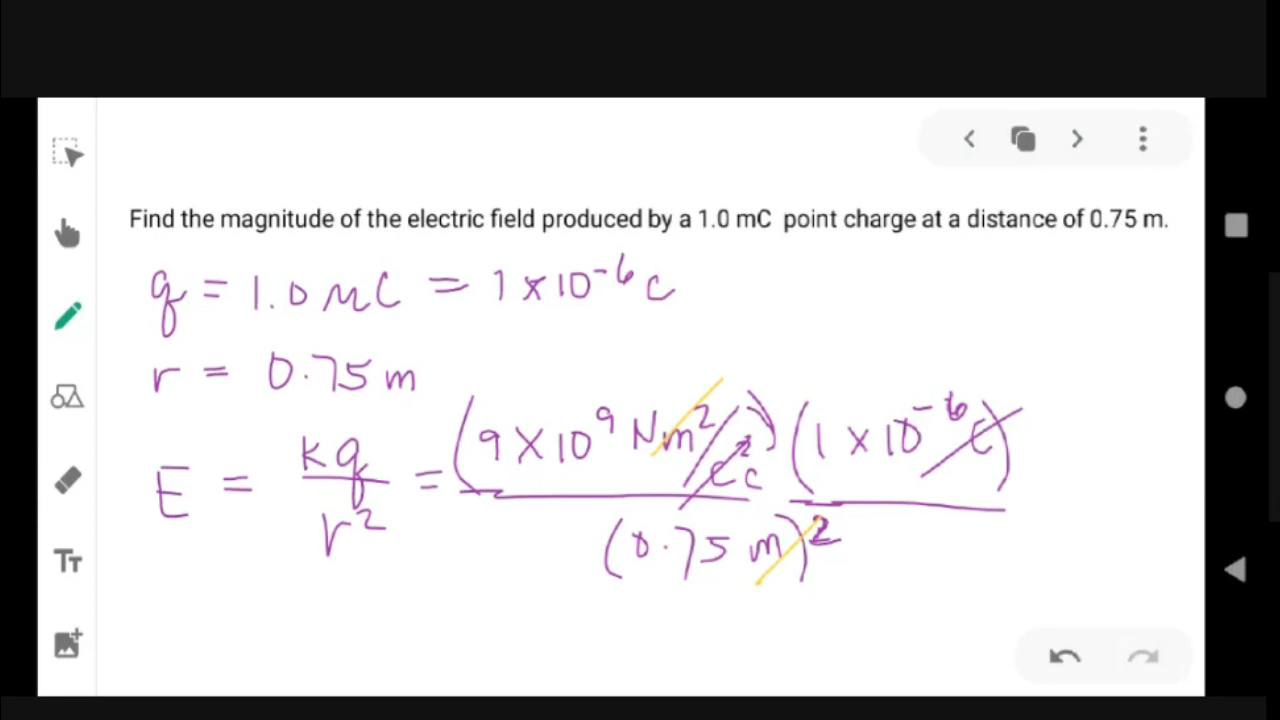 Find the magnitude of the electric field produced by a 1.0 mC point charge at a distance of 0.75 m.
q = 1.0 μC = 1 x 10⁻⁶ C
r = 0.75 m
E = kq / r² = (9 x 10⁹ Nm²/C²) (1 x 10⁻⁶ C) / (0.75 m)²
Tт